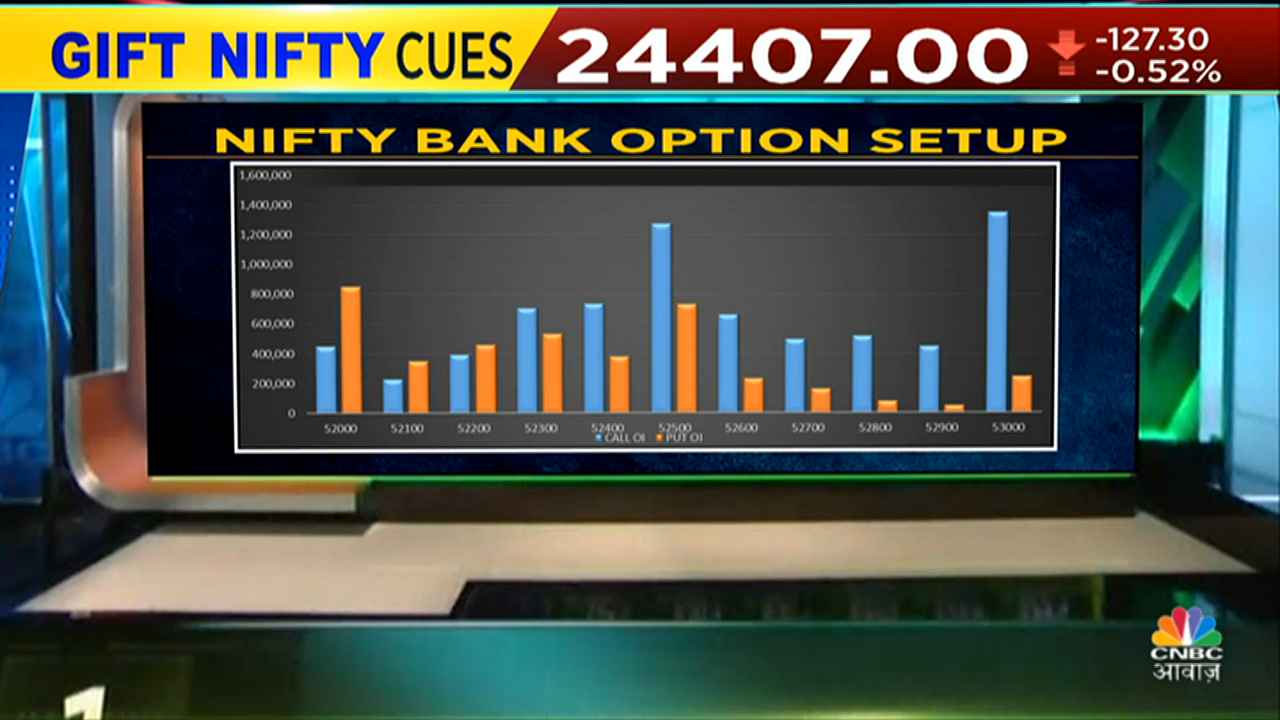 GIFT NIFTY CUES
24407.00
-127.30
-0.52%
NIFTY BANK OPTION SETUP
1,600,000
1,400,000
1,200,000
1,000,000
800,000
600,000
400,000
200,000
0
52000 52100 52200 52300 52400 52500 52600 52700 52800 52900 53000
CALL OI PUT OI
CNBC
आवाज़
1